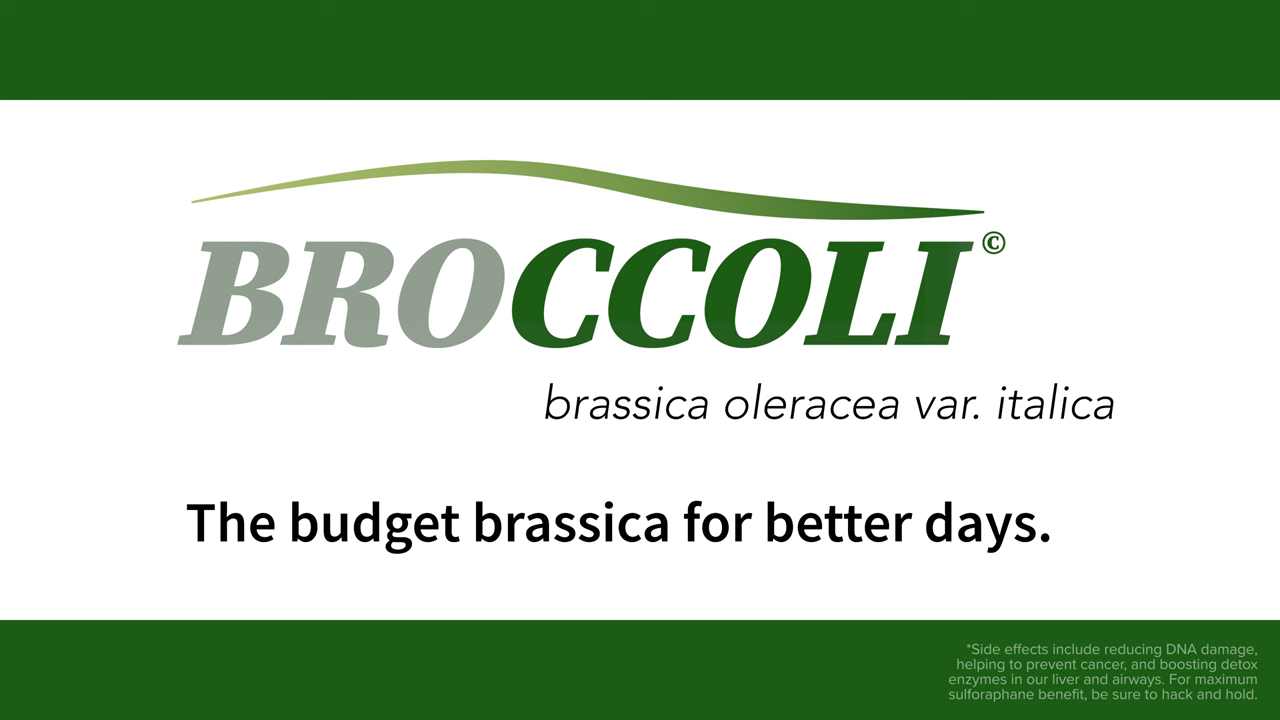 BROCCOLI©
brassica oleracea var. italica
The budget brassica for better days.
*Side effects include reducing DNA damage,
helping to prevent cancer, and boosting detox
enzymes in our liver and airways. For maximum
sulforaphane benefit, be sure to hack and hold.